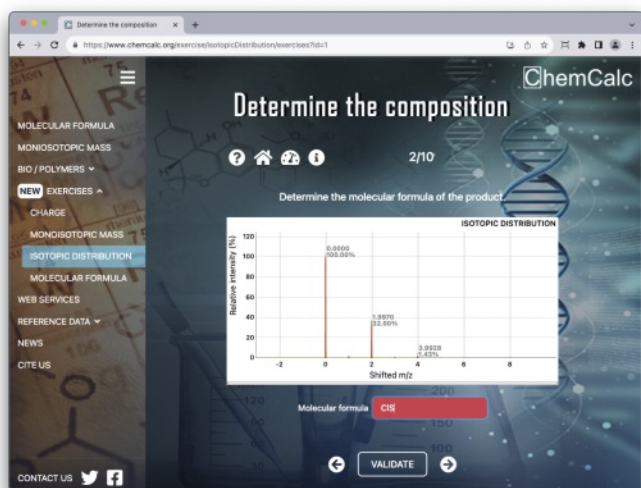 Determine the composition
https://www.chemcalc.org/exercise/isotopicDistribution/exercises?id=1
ChemCalc
Determine the composition
MOLECULAR FORMULA
MONIOSOTOPIC MASS
BIO / POLYMERS
NEW EXERCISES
CHARGE
MONOISOTOPIC MASS
ISOTOPIC DISTRIBUTION
MOLECULAR FORMULA
WEB SERVICES
REFERENCE DATA
NEWS
CITE US
CONTACT US
2/10
Determine the molecular formula of the product.
ISOTOPIC DISTRIBUTION
Relative intensity (%)
120
100
80
60
40
20
0
0.0000
100.00%
1.9970
32.00%
3.9928
1.43%
-2 0 2 4 6 8
Shifted m/z
Molecular formula ClS
VALIDATE